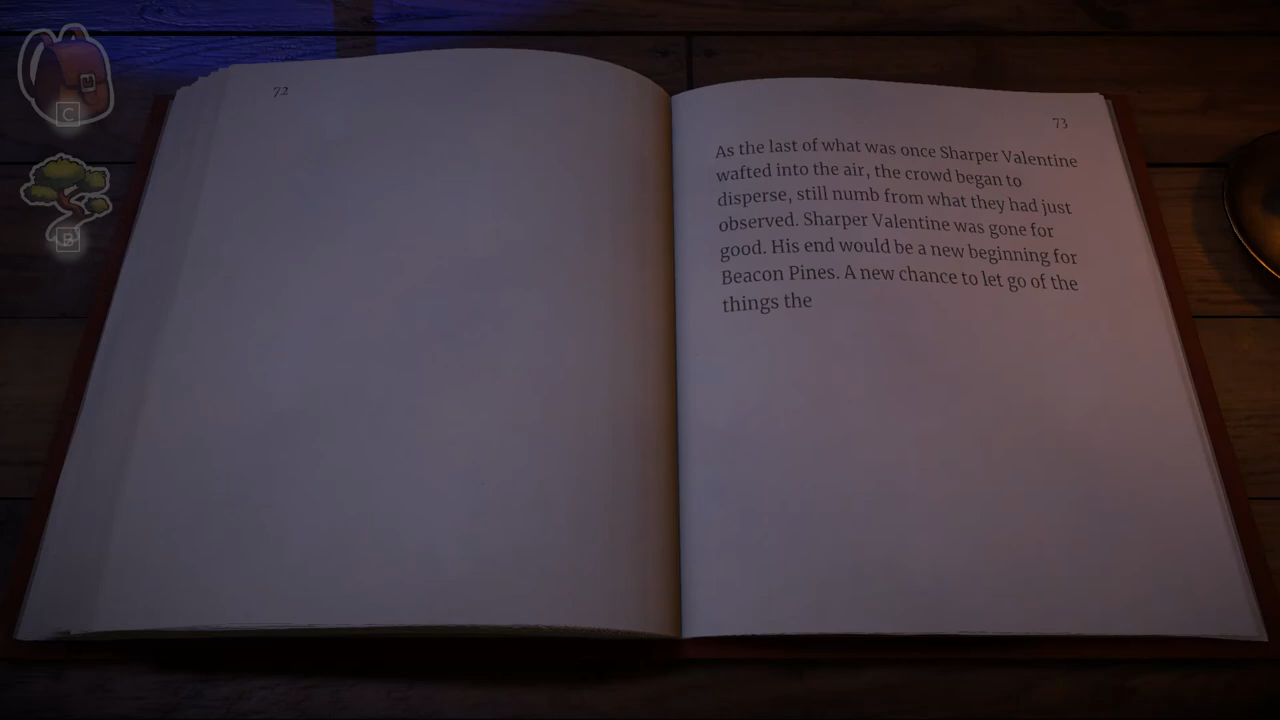 C
B
72
73
As the last of what was once Sharper Valentine
wafted into the air, the crowd began to
disperse, still numb from what they had just
observed. Sharper Valentine was gone for
good. His end would be a new beginning for
Beacon Pines. A new chance to let go of the
things the